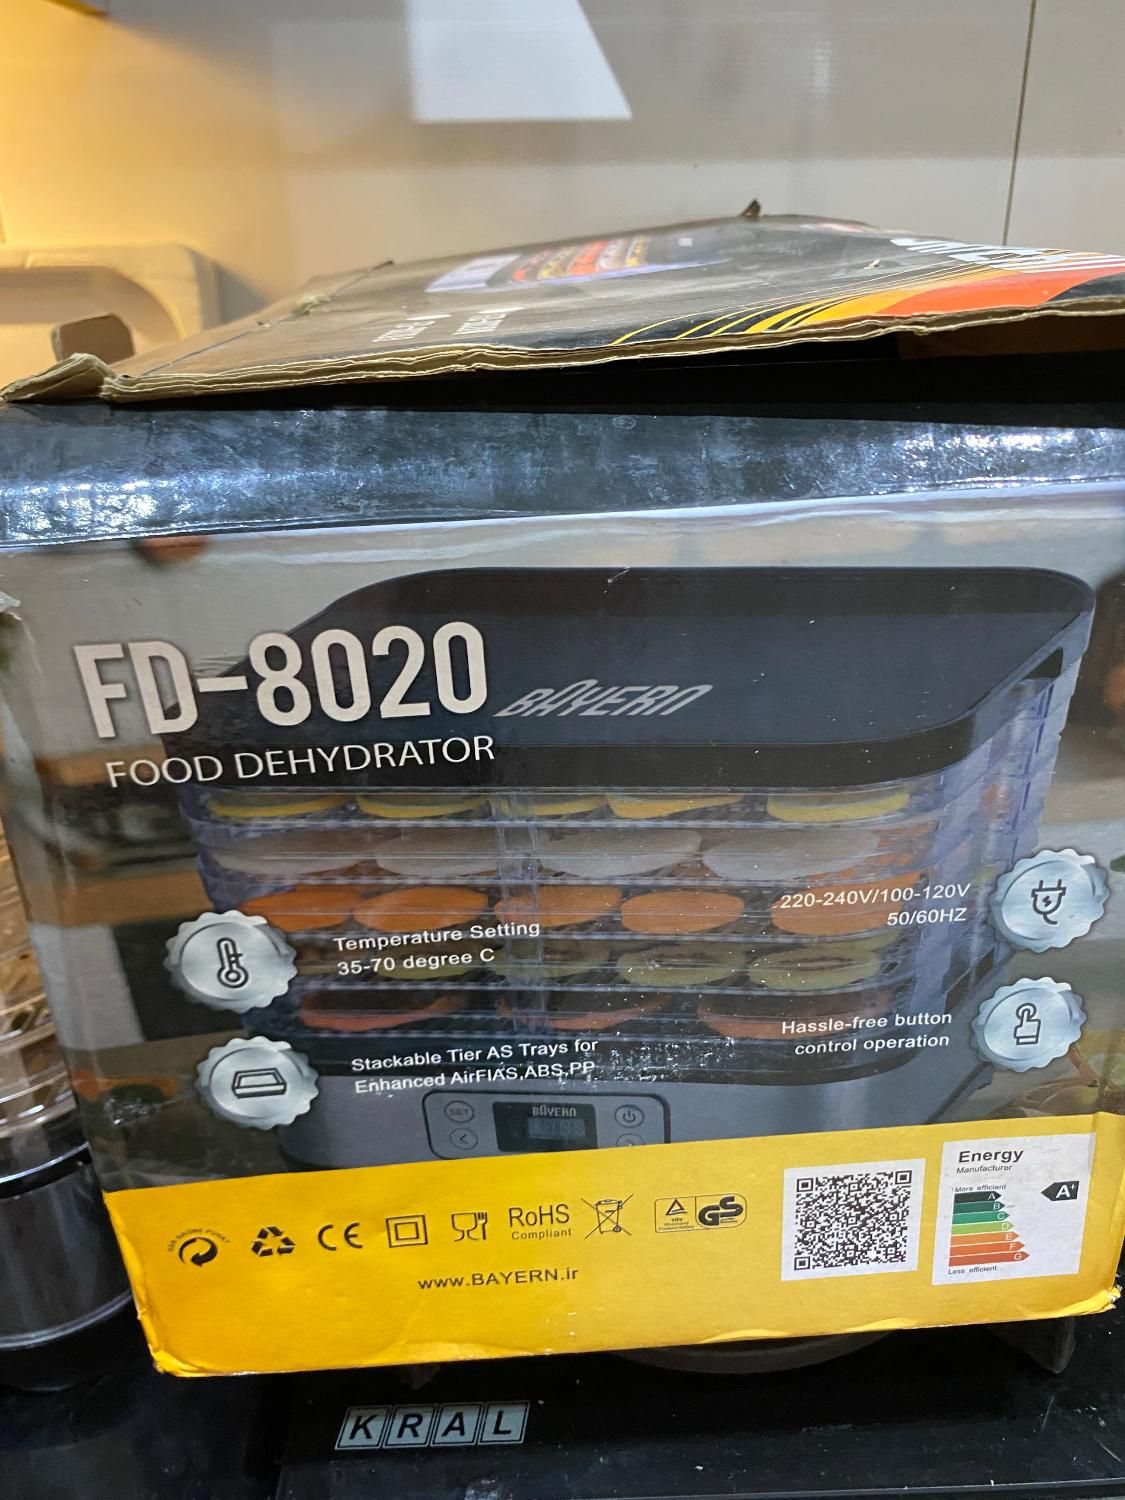 FD-8020
BAYERN
FOOD DEHYDRATOR
Temperature Setting
35-70 degree C
220-240V/100-120V
50/60HZ
Stackable Tier AS Trays for
Enhanced AirFIAS,ABS,PP
Hassle-free button
control operation
SET
BAYERN
RoHS
Compliant
CE
GS
www.BAYERN.ir
Energy
Manufacturer
More efficient
A
B
C
D
E
F
G
Less efficient
A+
KRAL